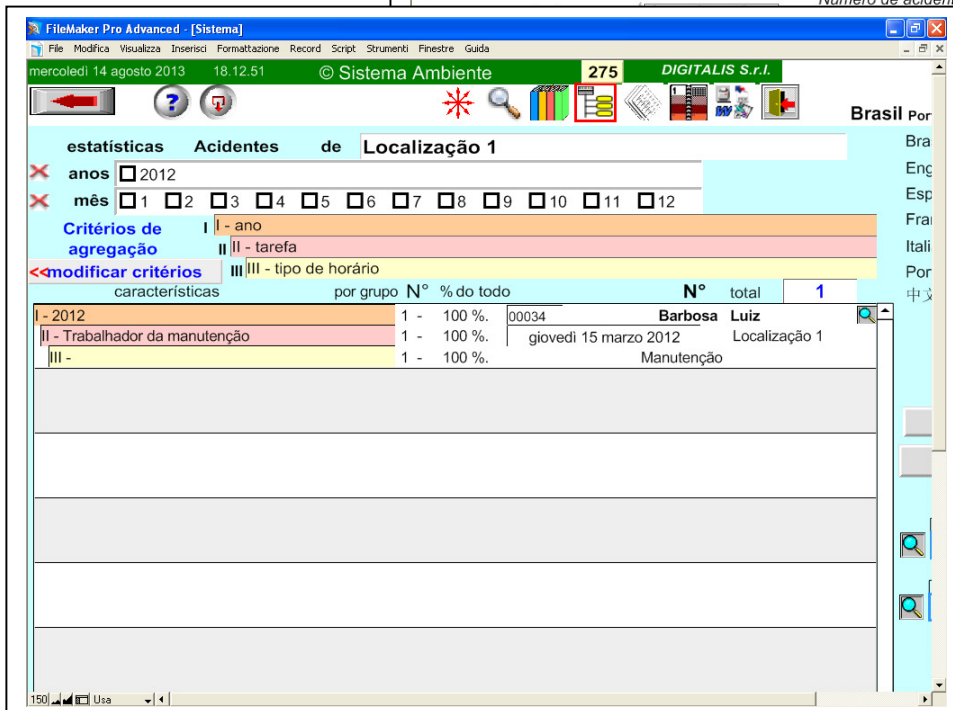 Número de aciden
FileMaker Pro Advanced - [Sistema]
File Modifica Visualizza Inserisci Formattazione Record Script Strumenti Finestre Guida
mercoledì 14 agosto 2013 18.12.51 © Sistema Ambiente 275 DIGITALIS S.r.l.
Brasil Por
estatísticas Acidentes de Localização 1
Bra
anos 2012
Eng
mês 1 2 3 4 5 6 7 8 9 10 11 12
Esp
Critérios de agregação
I I - ano
Fra
II II - tarefa
Itali
<<modificar critérios III III - tipo de horário
Por
características por grupo N° % do todo N° total 1
中文
I - 2012 1 - 100 %. 00034 Barbosa Luiz
II - Trabalhador da manutenção 1 - 100 %. giovedì 15 marzo 2012 Localização 1
III - 1 - 100 %. Manutenção
150 Usa